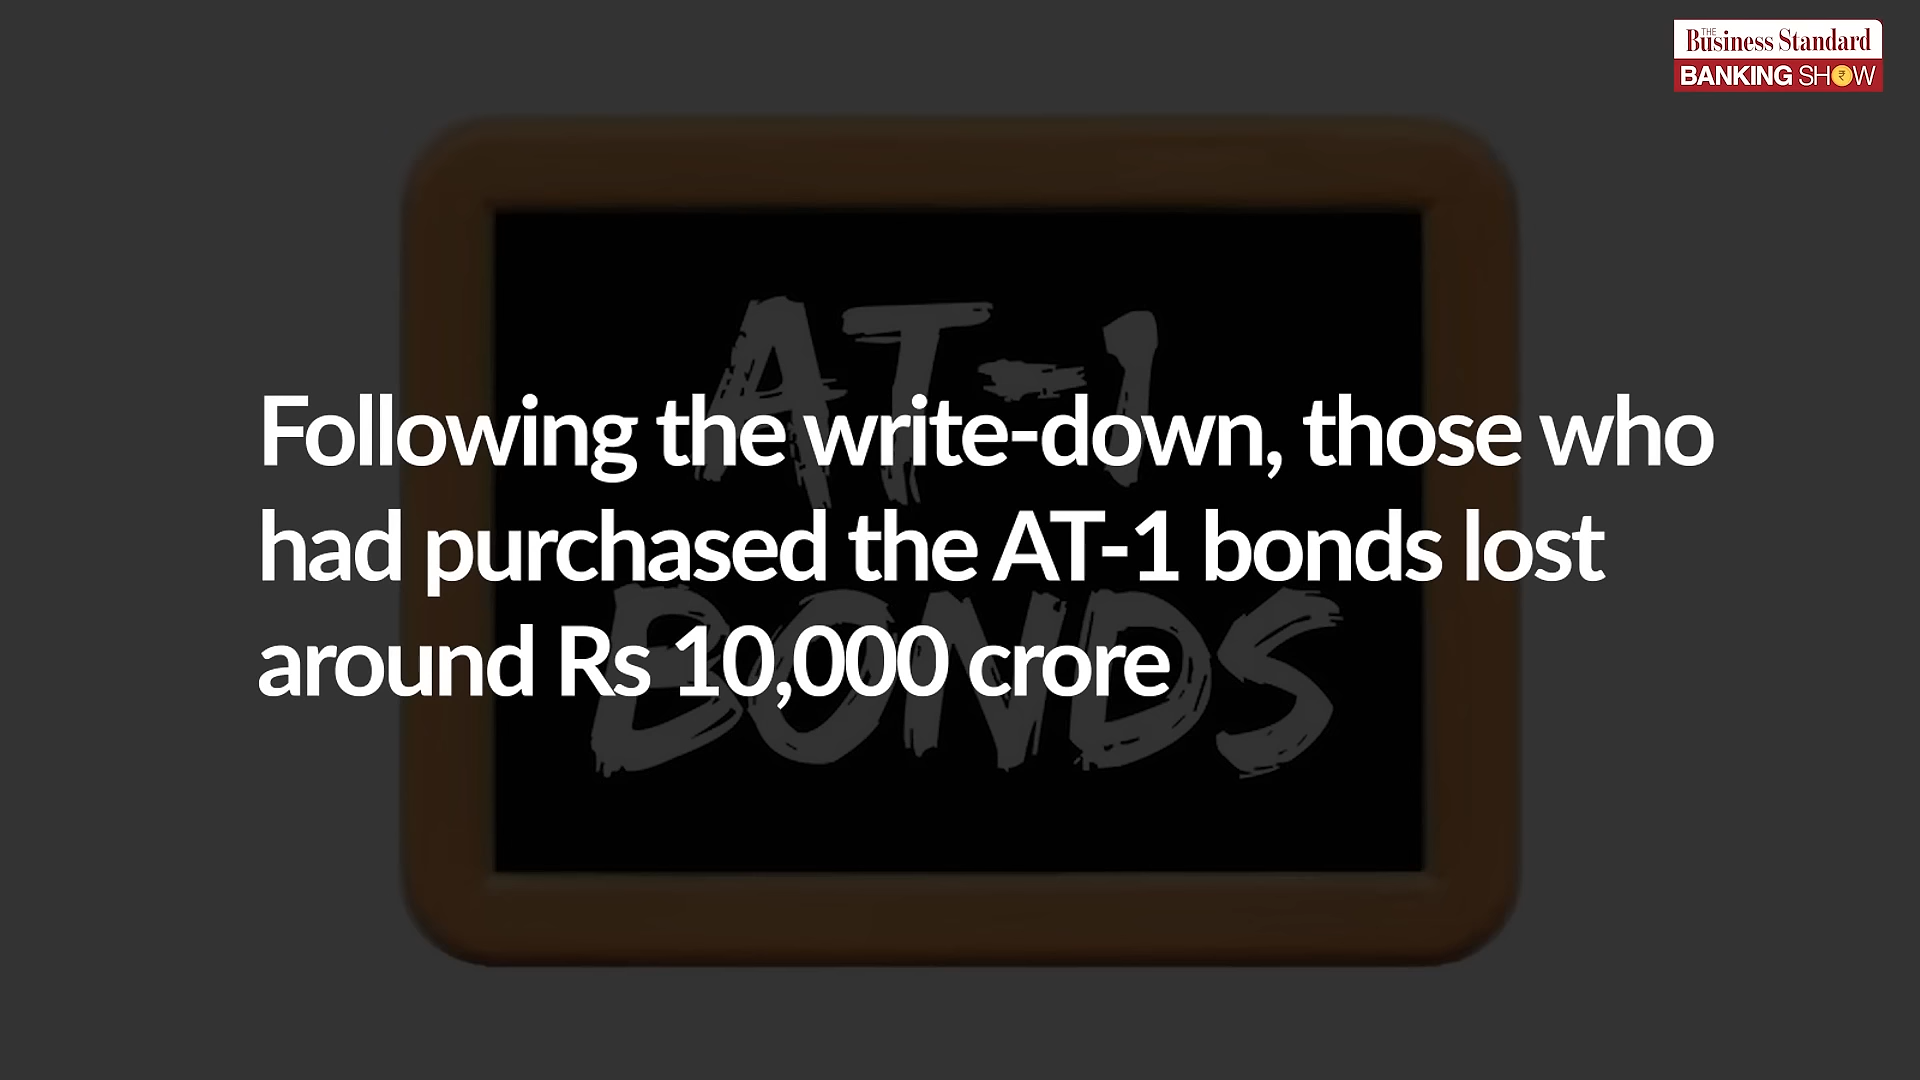 THE
Business Standard
BANKING SHOW
AT-1
Following the write-down, those who
had purchased the AT-1 bonds lost
around Rs 10,000 crore
BONDS